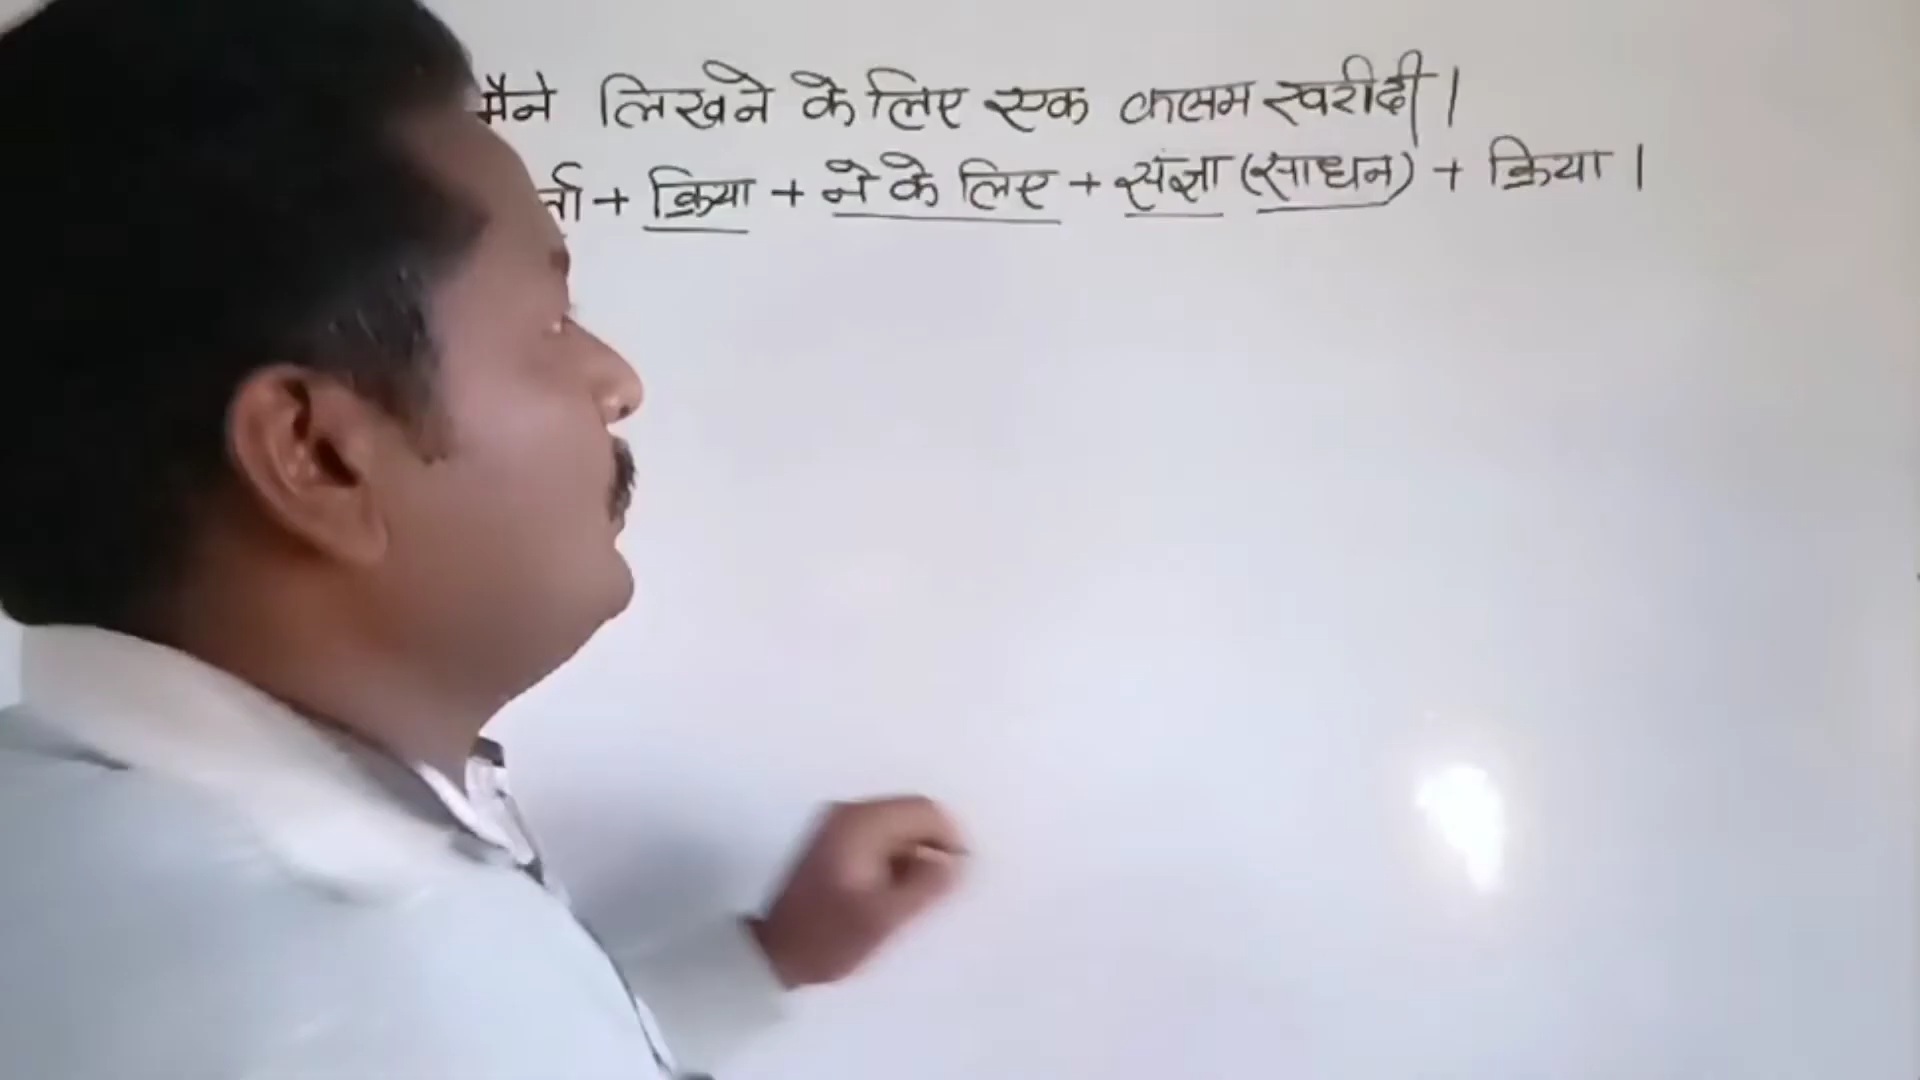 मैने लिखने के लिए एक कलम खरीदी।
र्ता + क्रिया + ने के लिए + संज्ञा (साधन) + क्रिया।